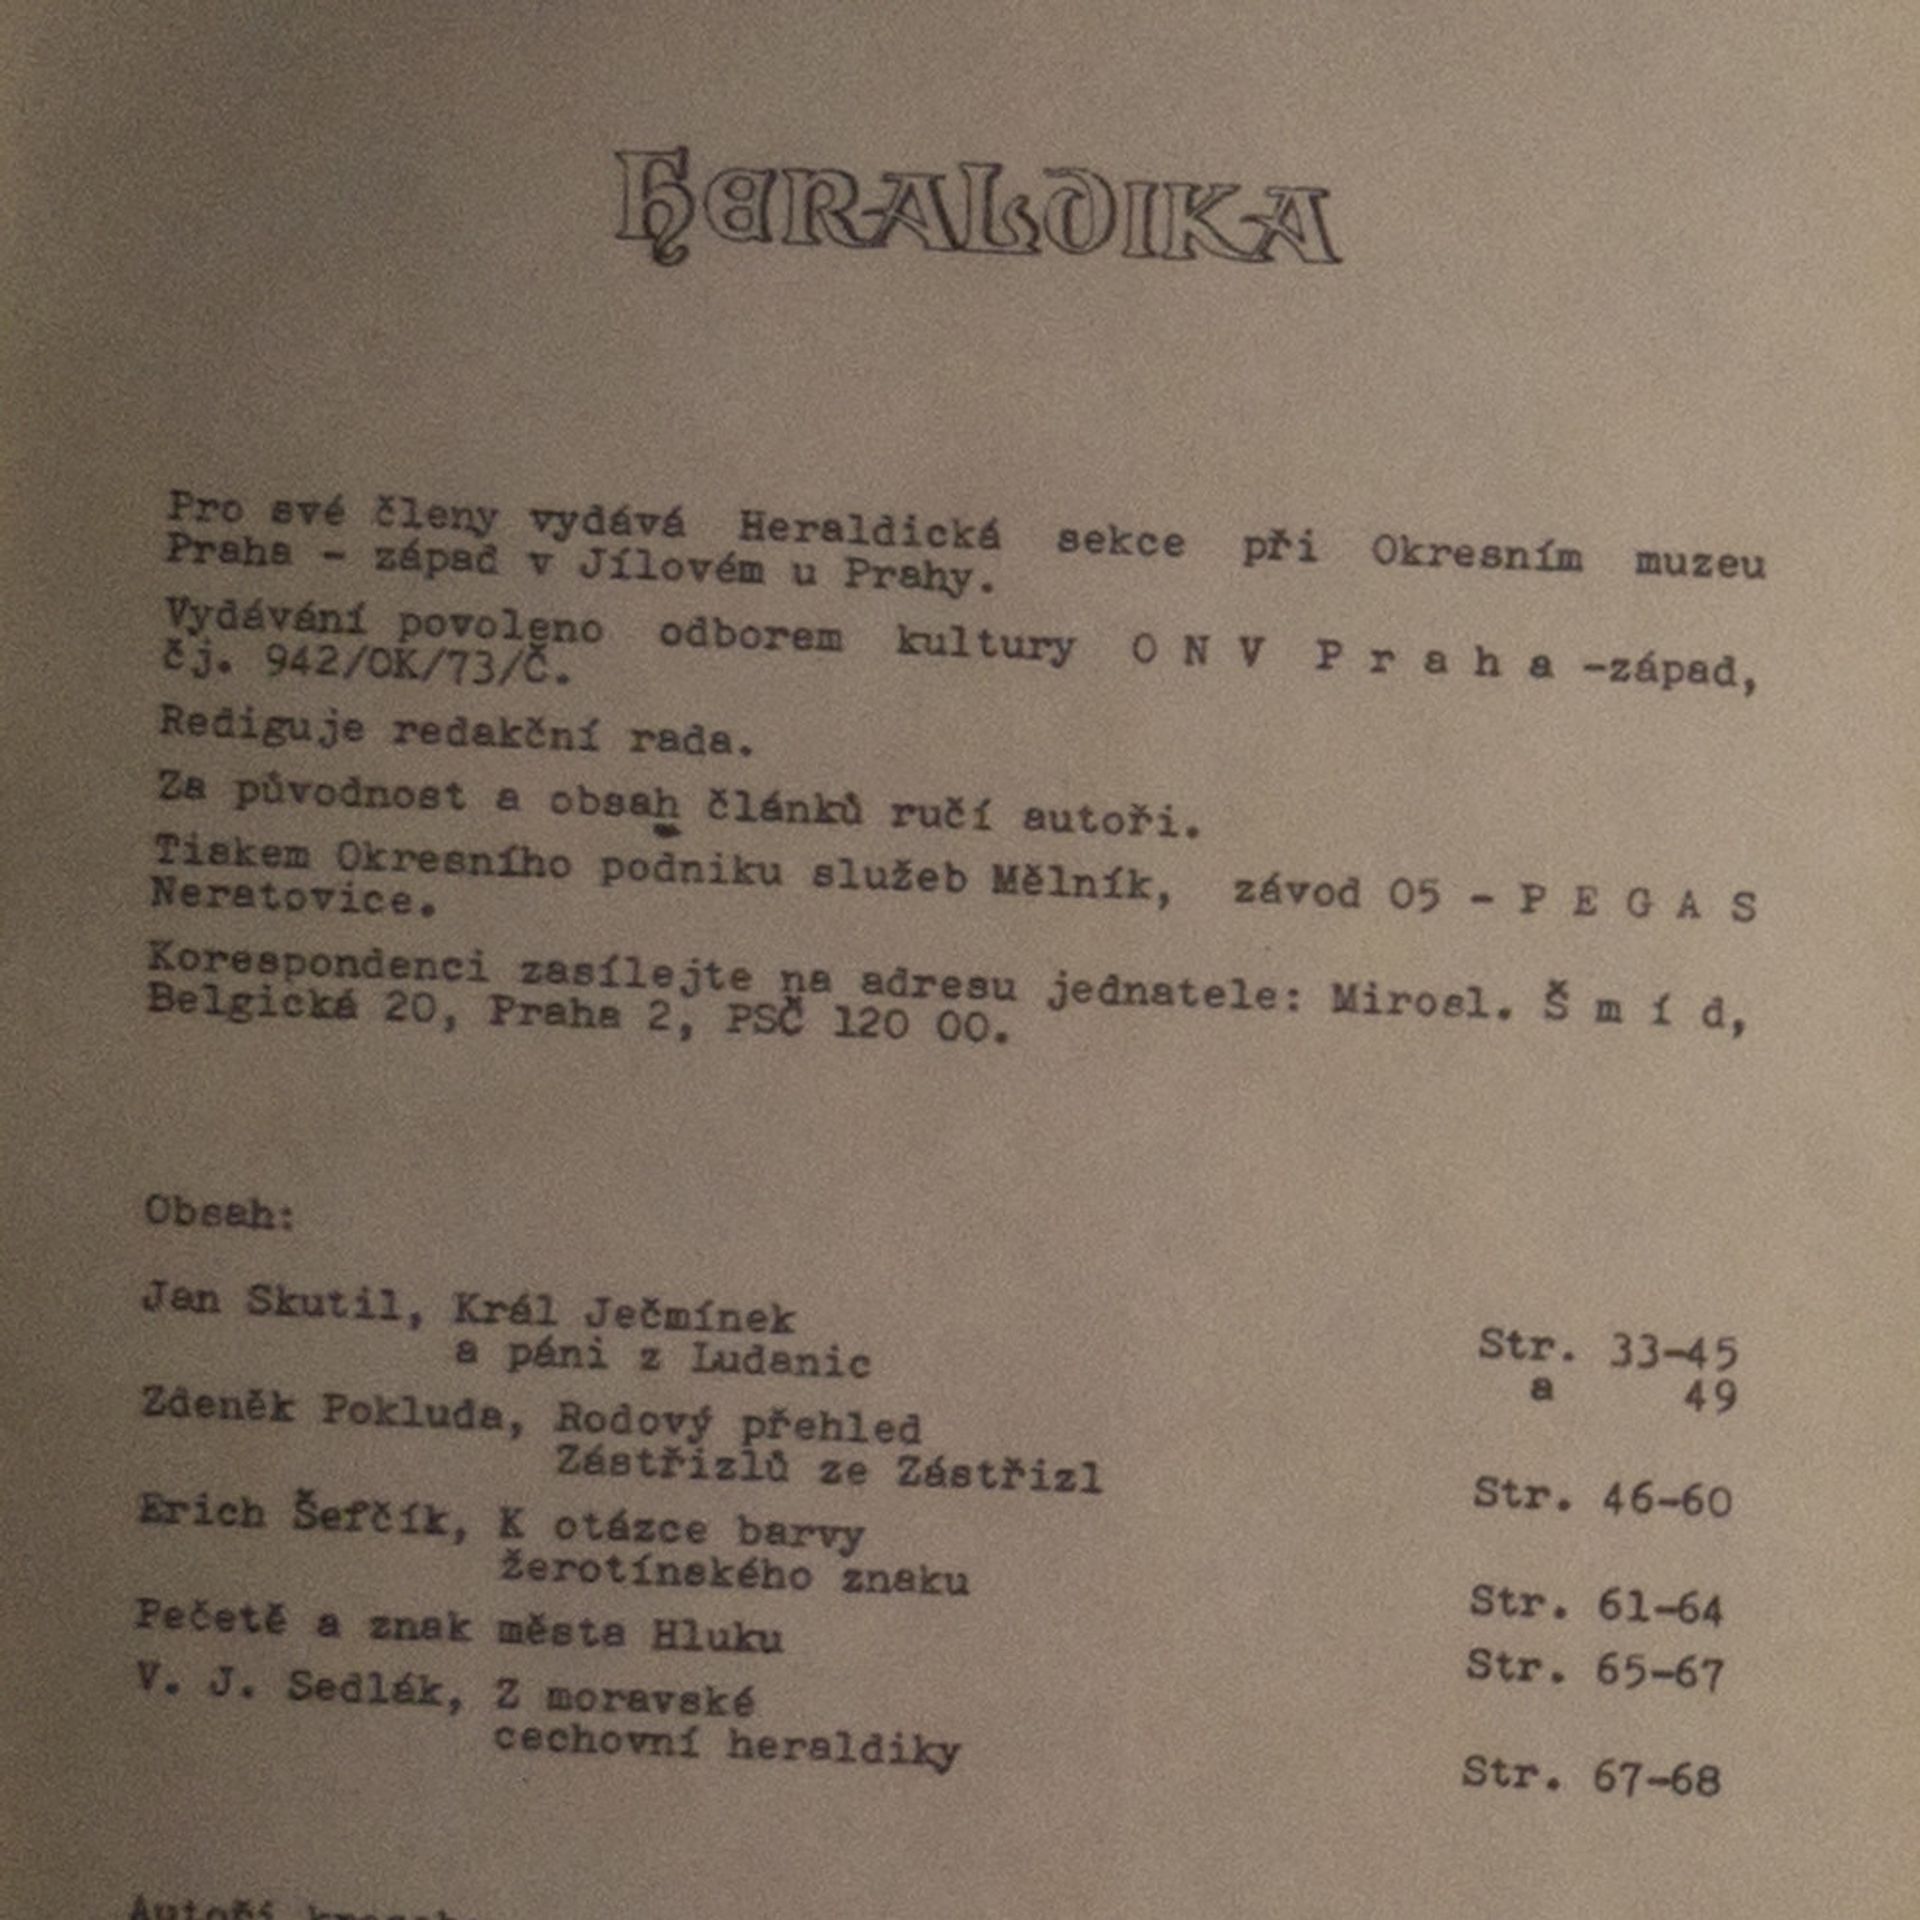 HERALDIKA
Pro své členy vydává Heraldická sekce při Okresním muzeu
Praha - západ v Jílovém u Prahy.
Vydávání povoleno odborem kultury O N V P r a h a -západ,
čj. 942/OK/73/Č.
Rediguje redakční rada.
Za původnost a obsah článků ručí autoři.
Tiskem Okresního podniku služeb Mělník, závod 05 - P E G A S
Neratovice.
Korespondenci zasílejte na adresu jednatele: Mirosl. Š m í d,
Belgická 20, Praha 2, PSČ 120 00.
Obsah:
Jan Skutil, Král Ječmínek
a páni z Ludanic Str. 33-45
a 49
Zdeněk Pokluda, Rodový přehled
Zástřizlů ze Zástřizl Str. 46-60
Erich Šefčík, K otázce barvy
žerotínského znaku Str. 61-64
Pečetě a znak města Hluku Str. 65-67
V. J. Sedlák, Z moravské
cechovní heraldiky Str. 67-68